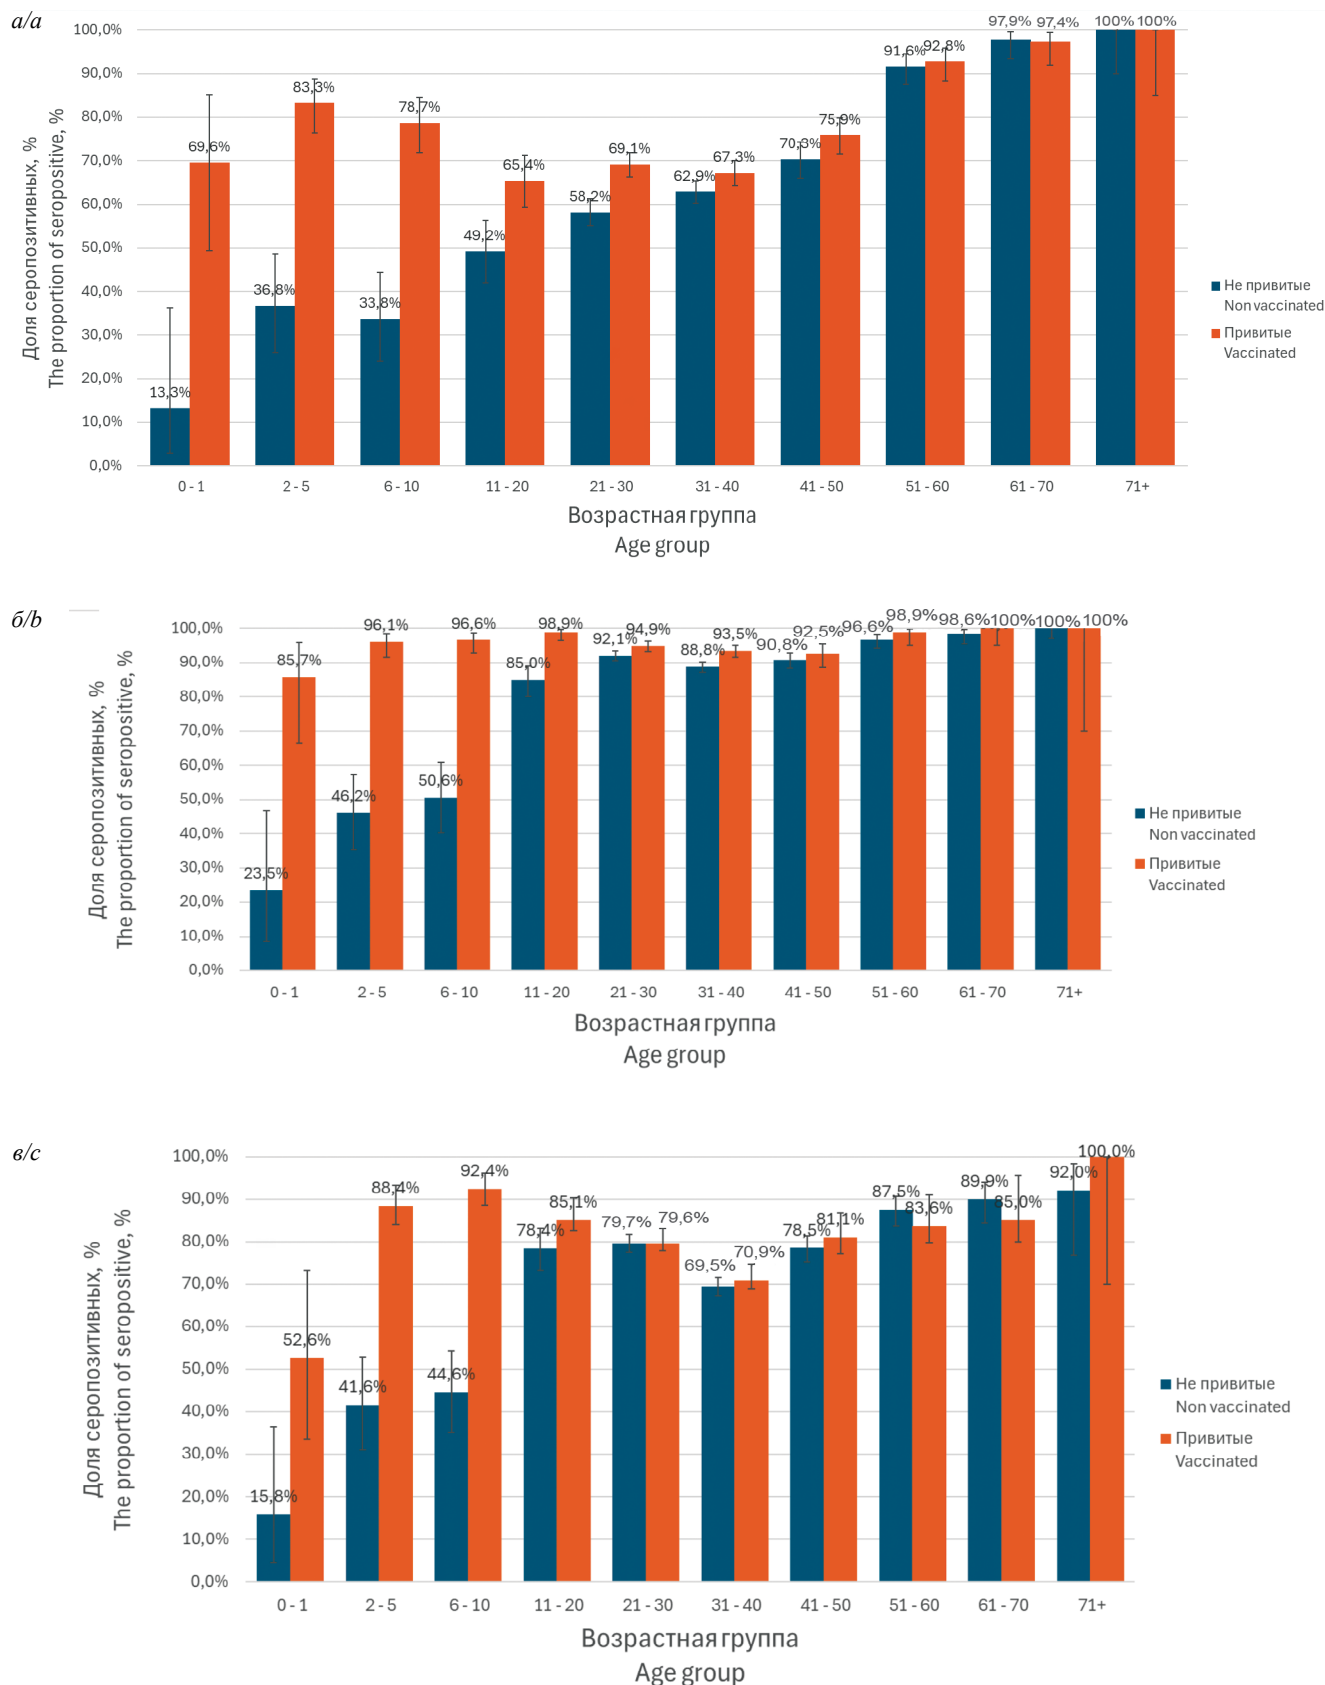 а/a
Доля серопозитивных, %
The proportion of seropositive, %
100,0%
90,0%
80,0%
70,0%
60,0%
50,0%
40,0%
30,0%
20,0%
10,0%
0,0%
13,3%
69,6%
36,8%
83,3%
33,8%
78,7%
49,2%
65,4%
58,2%
69,1%
62,9%
67,3%
70,3%
75,9%
91,6%
92,8%
97,9%
97,4%
100%
100%
0 - 1
2 - 5
6 - 10
11 - 20
21 - 30
31 - 40
41 - 50
51 - 60
61 - 70
71+
Возрастная группа
Age group
Не привитые
Non vaccinated
Привитые
Vaccinated
б/b
Доля серопозитивных, %
The proportion of seropositive, %
100,0%
90,0%
80,0%
70,0%
60,0%
50,0%
40,0%
30,0%
20,0%
10,0%
0,0%
23,5%
85,7%
46,2%
96,1%
50,6%
96,6%
85,0%
98,9%
92,1%
94,9%
88,8%
93,5%
90,8%
92,5%
96,6%
98,9%
98,6%
100%
100%
100%
0 - 1
2 - 5
6 - 10
11 - 20
21 - 30
31 - 40
41 - 50
51 - 60
61 - 70
71+
Возрастная группа
Age group
Не привитые
Non vaccinated
Привитые
Vaccinated
в/c
Доля серопозитивных, %
The proportion of seropositive, %
100,0%
90,0%
80,0%
70,0%
60,0%
50,0%
40,0%
30,0%
20,0%
10,0%
0,0%
15,8%
52,6%
41,6%
88,4%
44,6%
92,4%
78,4%
85,1%
79,7%
79,6%
69,5%
70,9%
78,5%
81,1%
87,5%
83,6%
89,9%
85,0%
92,0%
100,0%
0 - 1
2 - 5
6 - 10
11 - 20
21 - 30
31 - 40
41 - 50
51 - 60
61 - 70
71+
Возрастная группа
Age group
Не привитые
Non vaccinated
Привитые
Vaccinated